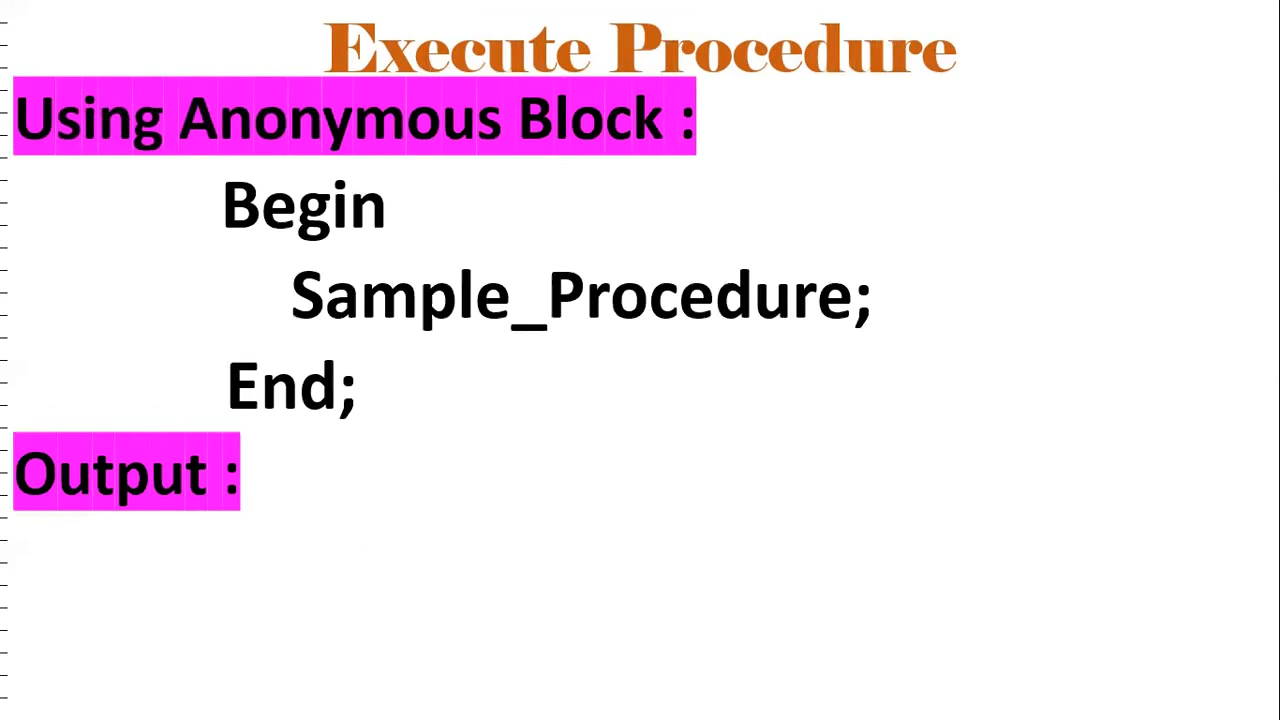 Execute Procedure
Using Anonymous Block :
Begin
Sample_Procedure;
End;
Output :